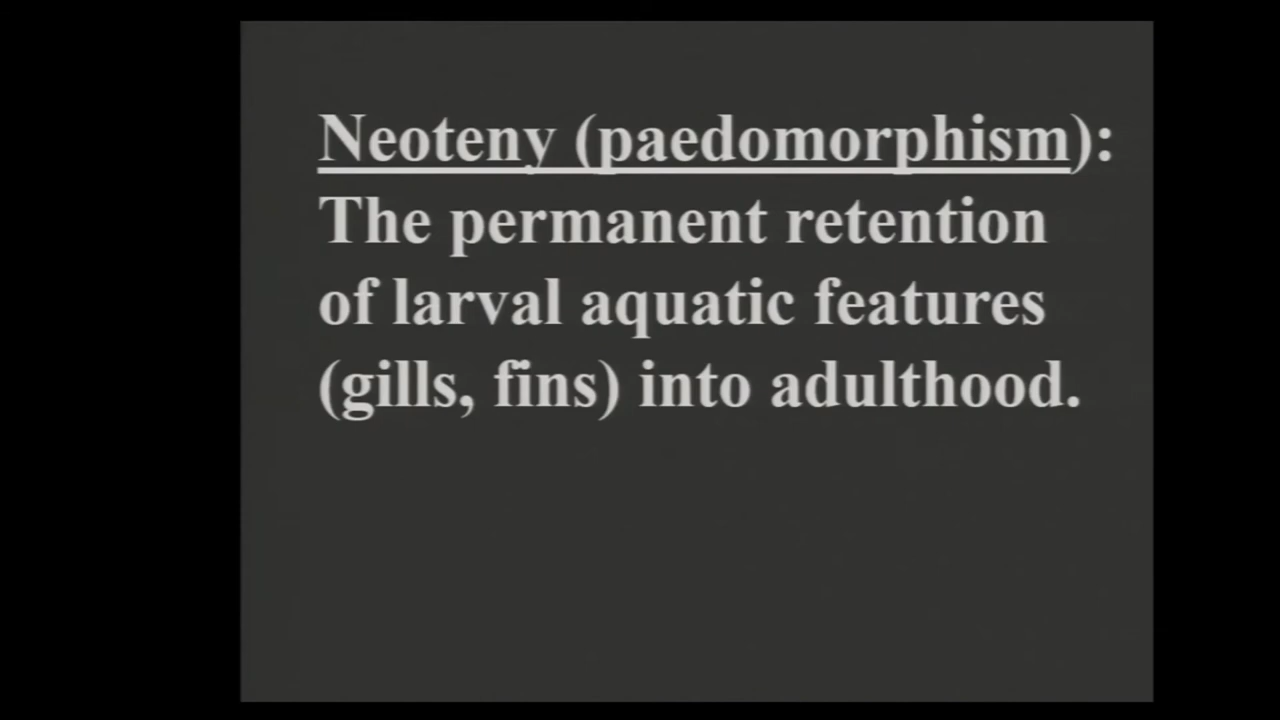 Neoteny (paedomorphism):
The permanent retention
of larval aquatic features
(gills, fins) into adulthood.